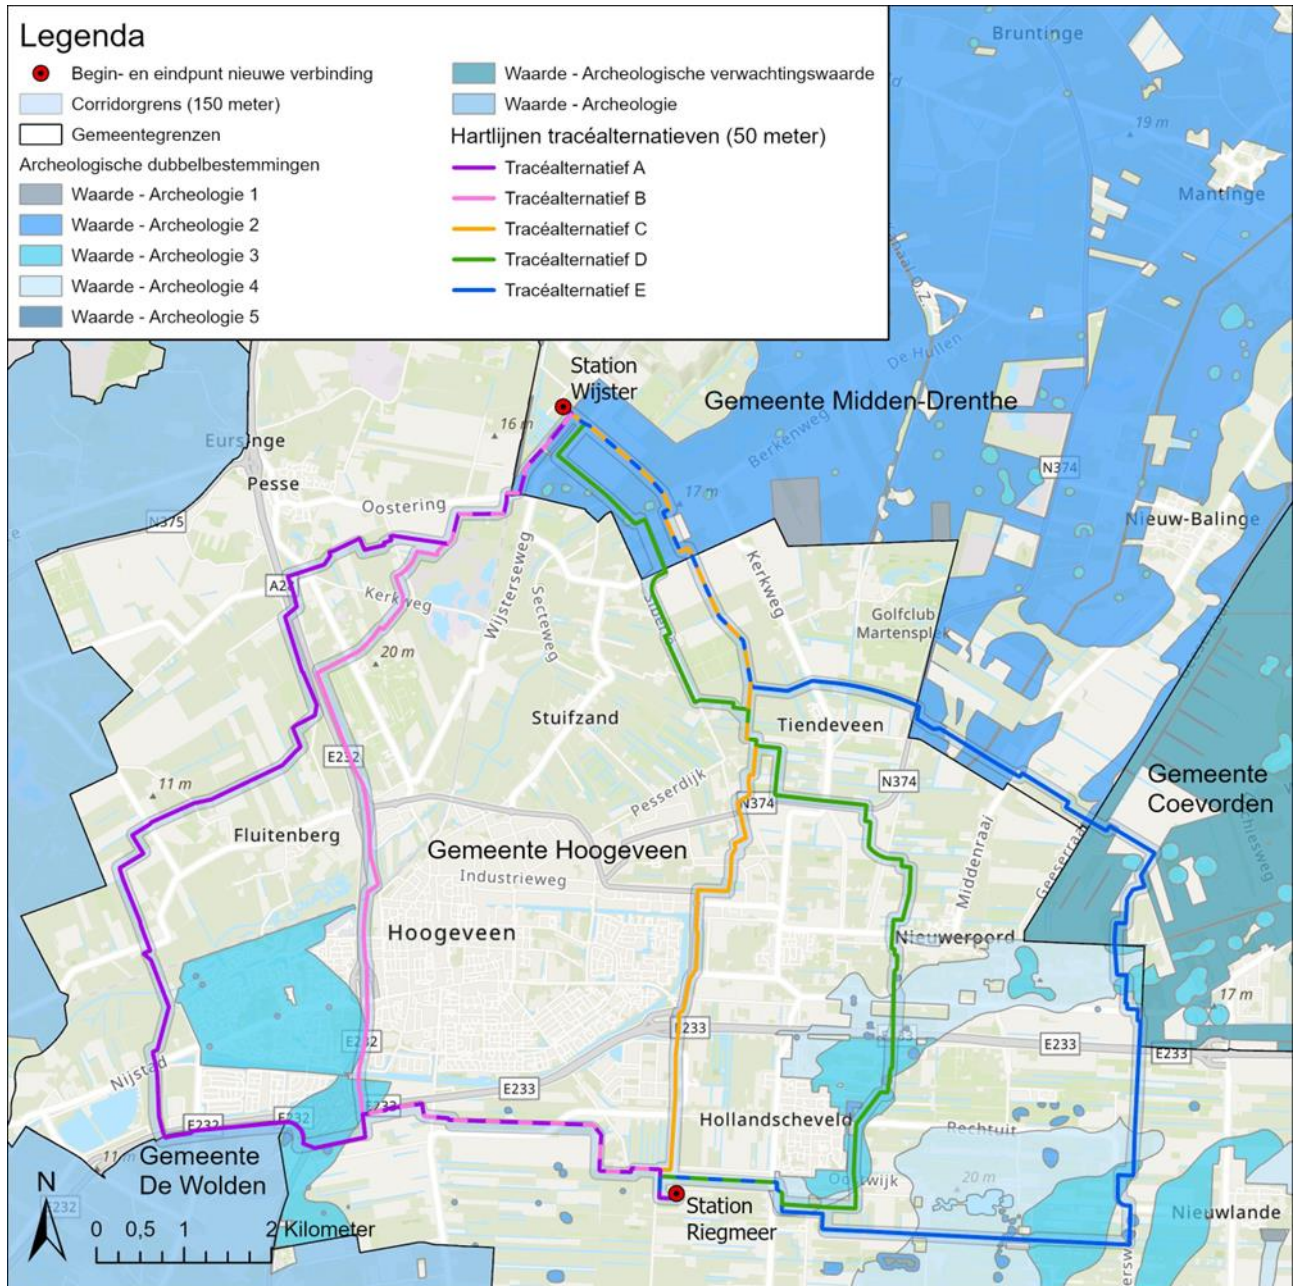 Legenda
Begin- en eindpunt nieuwe verbinding
Corridorgrens (150 meter)
Gemeentegrenzen
Archeologische dubbelbestemmingen
Waarde - Archeologie 1
Waarde - Archeologie 2
Waarde - Archeologie 3
Waarde - Archeologie 4
Waarde - Archeologie 5
Waarde - Archeologische verwachtingswaarde
Waarde - Archeologie
Hartlijnen tracéalternatieven (50 meter)
Tracéalternatief A
Tracéalternatief B
Tracéalternatief C
Tracéalternatief D
Tracéalternatief E
Bruntinge
19 m
Mantinge
De Hullen
Station
Wijster
Gemeente Midden-Drenthe
16 m
Berkenweg
Eursinge
Pesse
N374
Oostering
17 m
N375
Nieuw-Balinge
Wijsterseweg
Kerkweg
Secteweg
Kerkweg
Golfclub
Martensplek
20 m
Stuifzand
Tiendeveen
E232
Gemeente
Coevorden
11 m
Pesserdijk
N374
N374
Fluitenberg
Gemeente Hoogeveen
Middenraai
Geeserraai
Industrieweg
Hoogeveen
Nieuweroord
17 m
E233
E233
E233
Nijstad
E233
E232
E232
Hollandscheveld
Rechtuit
11 m
Gemeente
De Wolden
20 m
N
E232
Station
Riegmeer
Nieuwlande
0 0,5 1 2 Kilometer